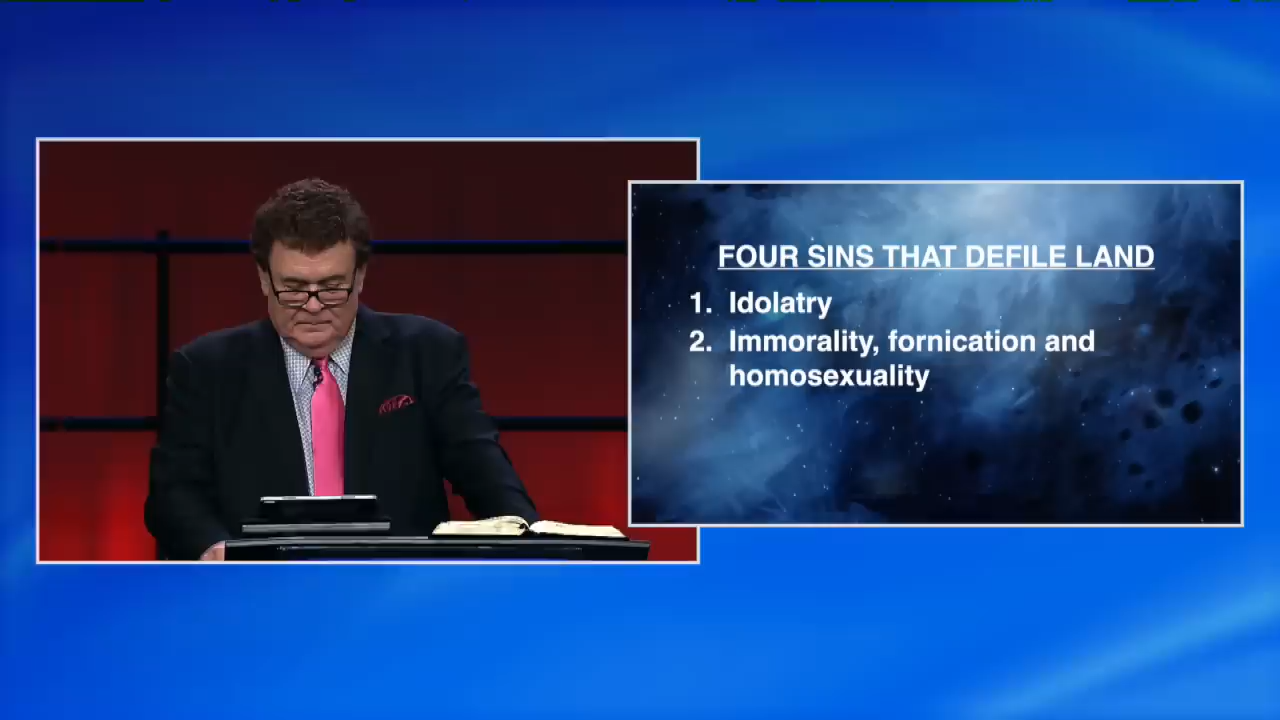 FOUR SINS THAT DEFILE LAND
1. Idolatry
2. Immorality, fornication and
homosexuality